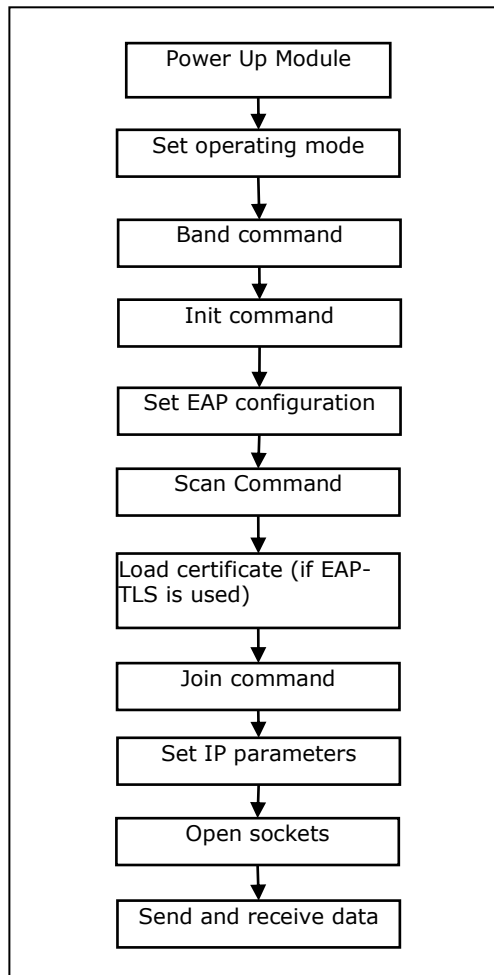 Power Up Module
Set operating mode
Band command
Init command
Set EAP configuration
Scan Command
Load certificate (if EAP-
TLS is used)
Join command
Set IP parameters
Open sockets
Send and receive data